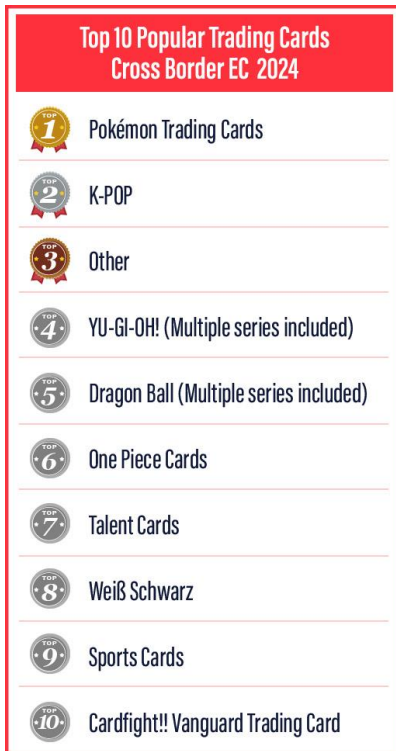 Top 10 Popular Trading Cards
Cross Border EC 2024
TOP
1
Pokémon Trading Cards
TOP
2
K-POP
TOP
3
Other
TOP
4
YU-GI-OH! (Multiple series included)
TOP
5
Dragon Ball (Multiple series included)
TOP
6
One Piece Cards
TOP
7
Talent Cards
TOP
8
Weiß Schwarz
TOP
9
Sports Cards
TOP
10
Cardfight!! Vanguard Trading Card